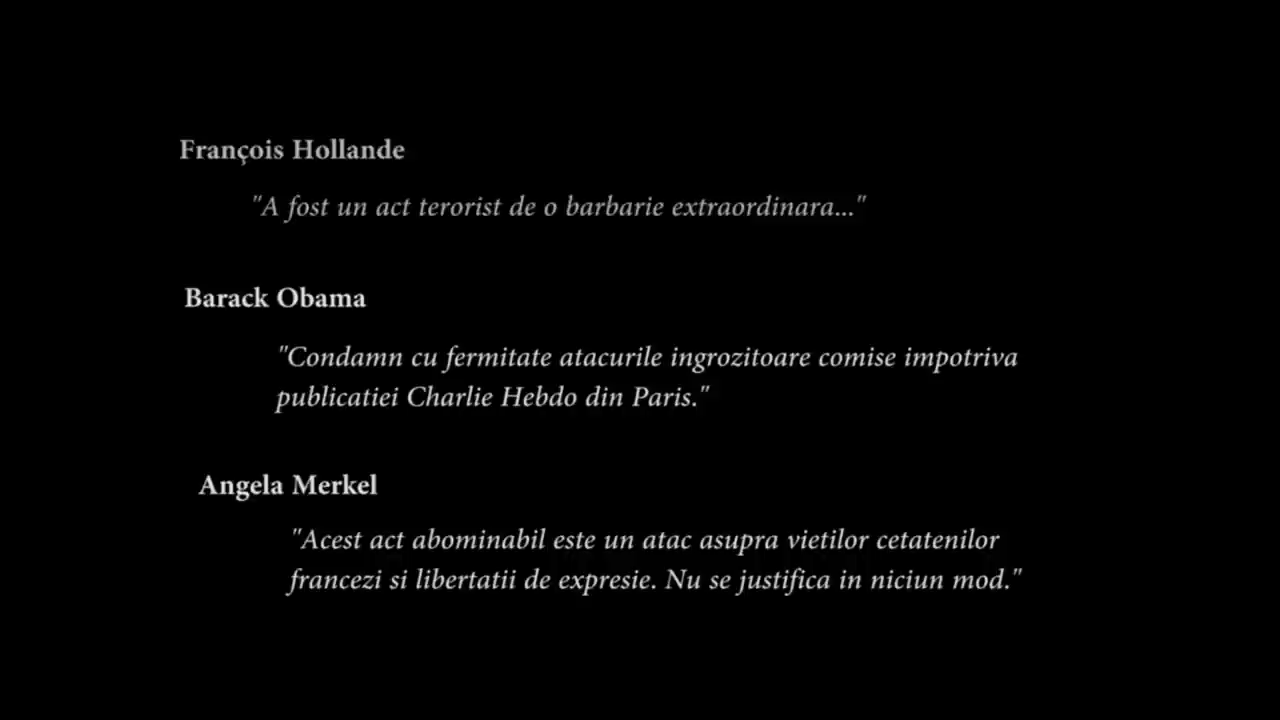 François Hollande
"A fost un act terorist de o barbarie extraordinara..."
Barack Obama
"Condamn cu fermitate atacurile ingrozitoare comise impotriva
publicatiei Charlie Hebdo din Paris."
Angela Merkel
"Acest act abominabil este un atac asupra vietilor cetatenilor
francezi si libertatii de expresie. Nu se justifica in niciun mod."